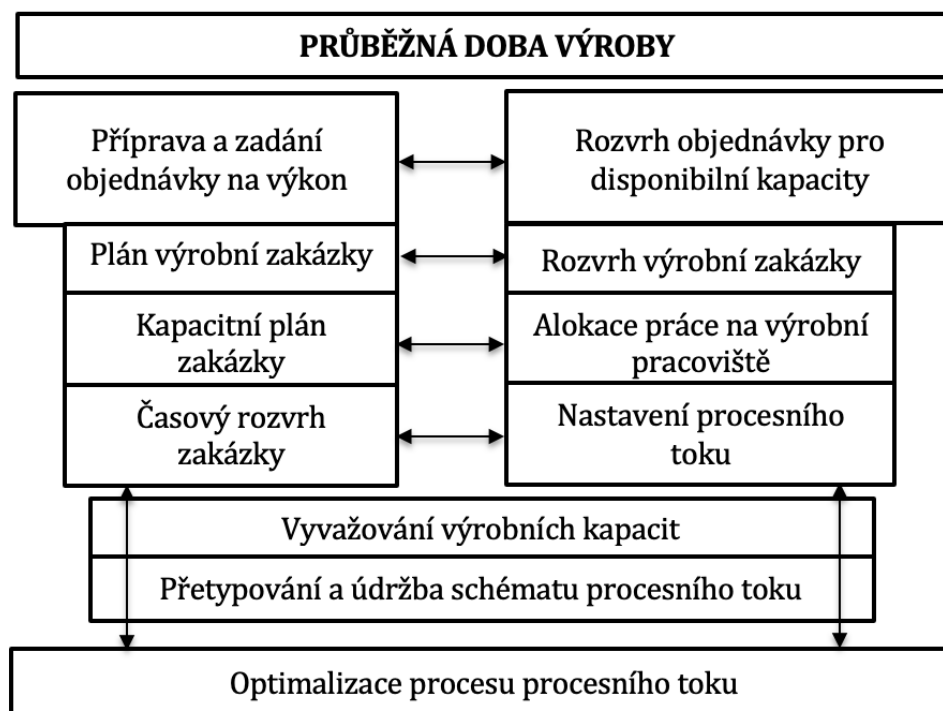 PRŮBĚŽNÁ DOBA VÝROBY
Příprava a zadání
objednávky na výkon
Rozvrh objednávky pro
disponibilní kapacity
Plán výrobní zakázky
Rozvrh výrobní zakázky
Kapacitní plán
zakázky
Alokace práce na výrobní
pracoviště
Časový rozvrh
zakázky
Nastavení procesního
toku
Vyvažování výrobních kapacit
Přetypování a údržba schématu procesního toku
Optimalizace procesu procesního toku